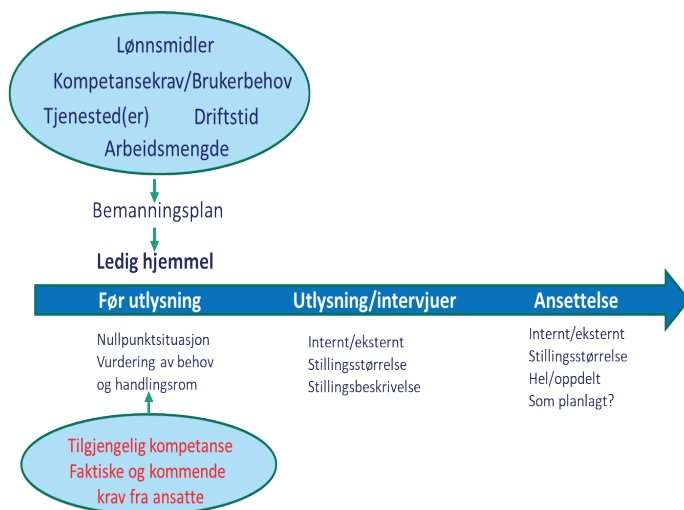 Lønnsmidler
Kompetansekrav/Brukerbehov
Tjenested(er) Driftstid
Arbeidsmengde
Bemanningsplan
Ledig hjemmel
Før utlysning
Utlysning/intervjuer
Ansettelse
Nullpunktsituasjon
Vurdering av behov
og handlingsrom
Internt/eksternt
Stillingsstørrelse
Stillingsbeskrivelse
Internt/eksternt
Stillingsstørrelse
Hel/oppdelt
Som planlagt?
Tilgjengelig kompetanse
Faktiske og kommende
krav fra ansatte